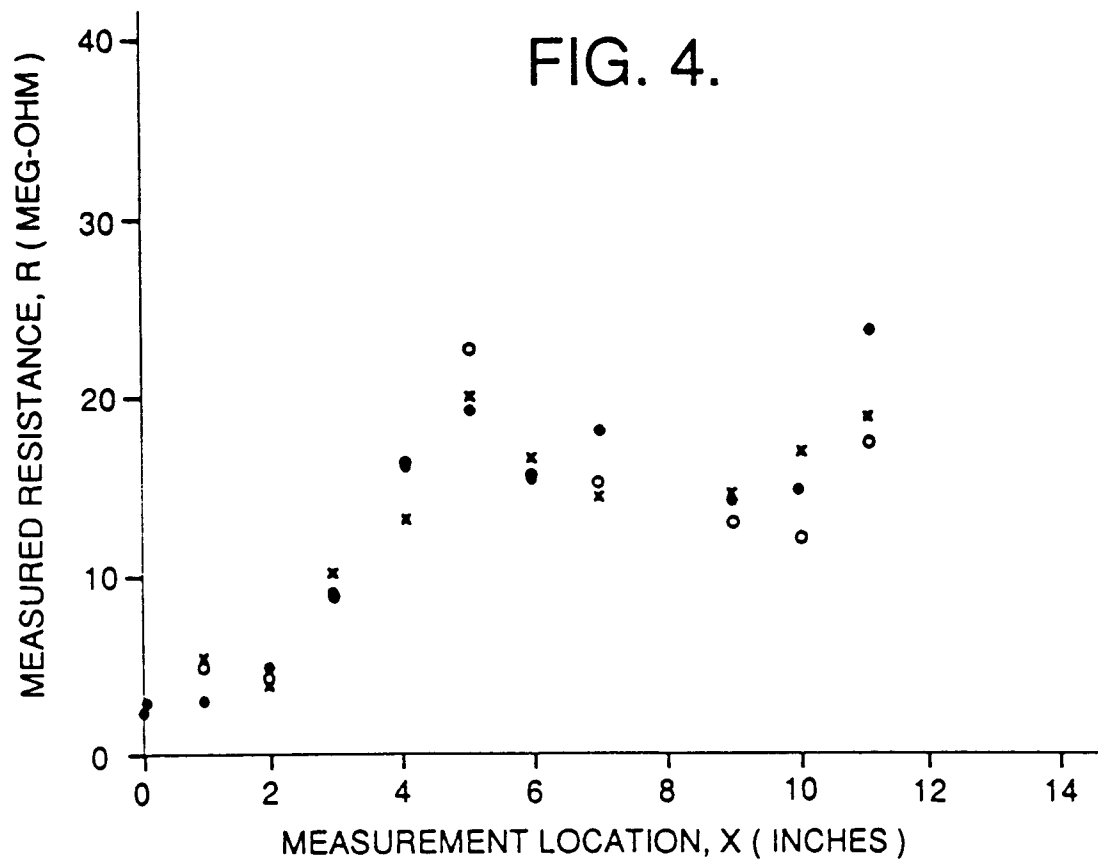 FIG. 4.
MEASURED RESISTANCE, R ( MEG-OHM )
40
30
20
10
0
0 2 4 6 8 10 12 14
MEASUREMENT LOCATION, X ( INCHES )